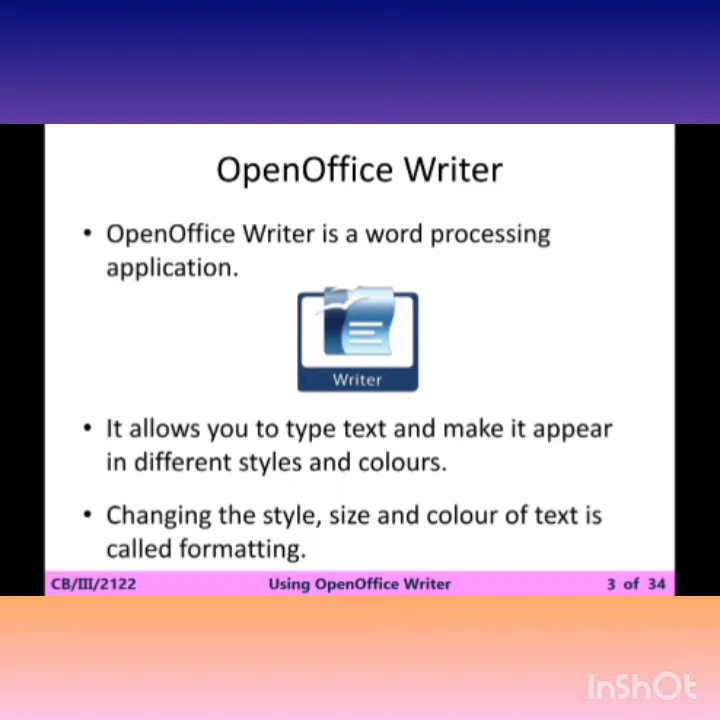 OpenOffice Writer
• OpenOffice Writer is a word processing
application.
Writer
• It allows you to type text and make it appear
in different styles and colours.
• Changing the style, size and colour of text is
called formatting.
CB/III/2122 Using OpenOffice Writer 3 of 34
InShOt